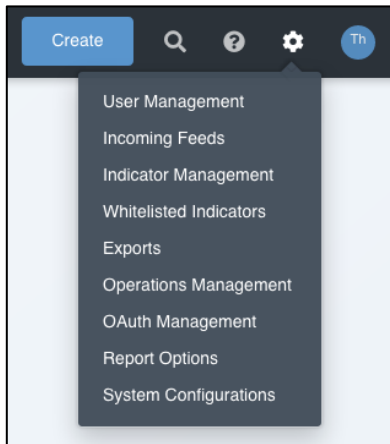 Create
Th
User Management
Incoming Feeds
Indicator Management
Whitelisted Indicators
Exports
Operations Management
OAuth Management
Report Options
System Configurations